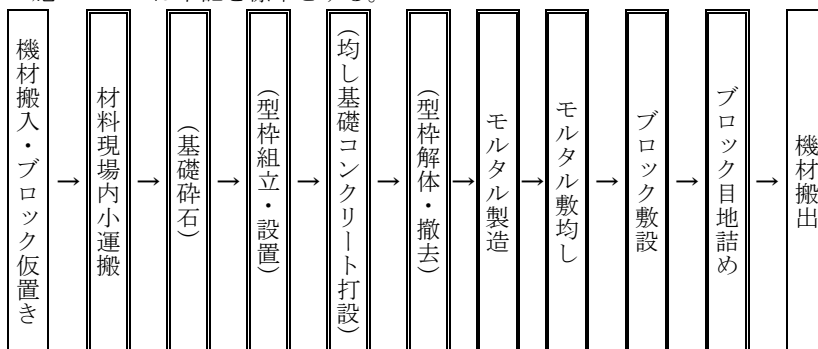 機材搬入・ブロック仮置き
→
材料現場内小運搬
→
(基礎砕石)
→
(型枠組立・設置)
→
(均し基礎コンクリート打設)
→
(型枠解体・撤去)
→
モルタル製造
→
モルタル敷均し
→
ブロック敷設
→
ブロック目地詰め
→
機材搬出